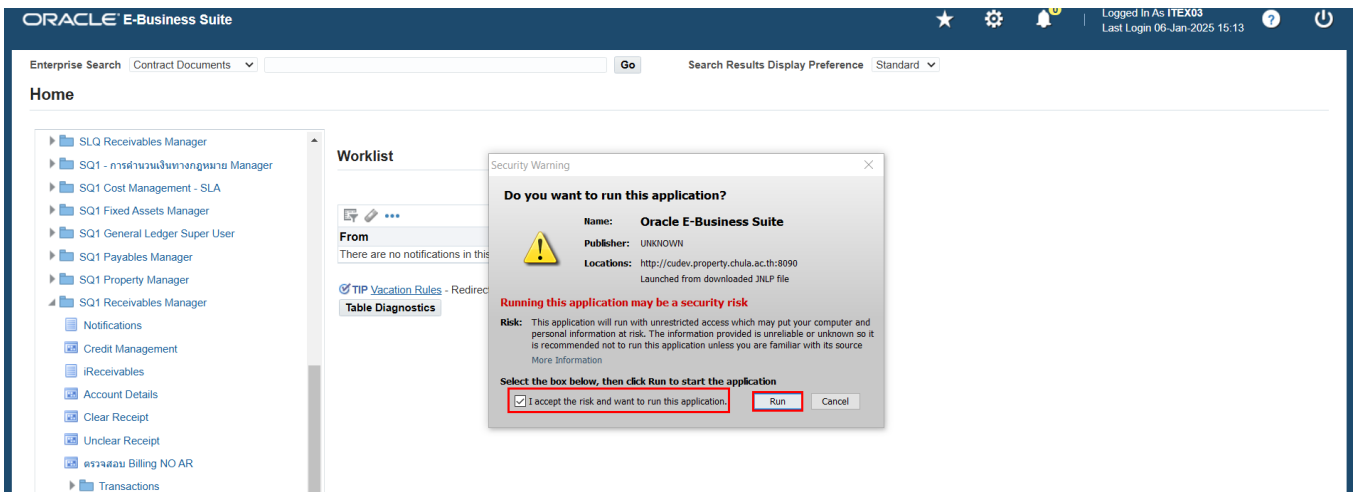 ORACLE E-Business Suite
0
Logged In As ITEX03
Last Login 06-Jan-2025 15:13
?
Enterprise Search Contract Documents Go Search Results Display Preference Standard
Home
SLQ Receivables Manager
SQ1 - การคำนวนเงินทางกฎหมาย Manager
SQ1 Cost Management - SLA
SQ1 Fixed Assets Manager
SQ1 General Ledger Super User
SQ1 Payables Manager
SQ1 Property Manager
SQ1 Receivables Manager
Notifications
Credit Management
iReceivables
Account Details
Clear Receipt
Unclear Receipt
ตรวจสอบ Billing NO AR
Transactions
Worklist
From
There are no notifications in this
TIP Vacation Rules - Redirec
Table Diagnostics
Security Warning
Do you want to run this application?
Name: Oracle E-Business Suite
Publisher: UNKNOWN
Locations: http://cudev.property.chula.ac.th:8090
Launched from downloaded JNLP file
Running this application may be a security risk
Risk: This application will run with unrestricted access which may put your computer and
personal information at risk. The information provided is unreliable or unknown so it
is recommended not to run this application unless you are familiar with its source
More Information
Select the box below, then click Run to start the application
I accept the risk and want to run this application. Run Cancel